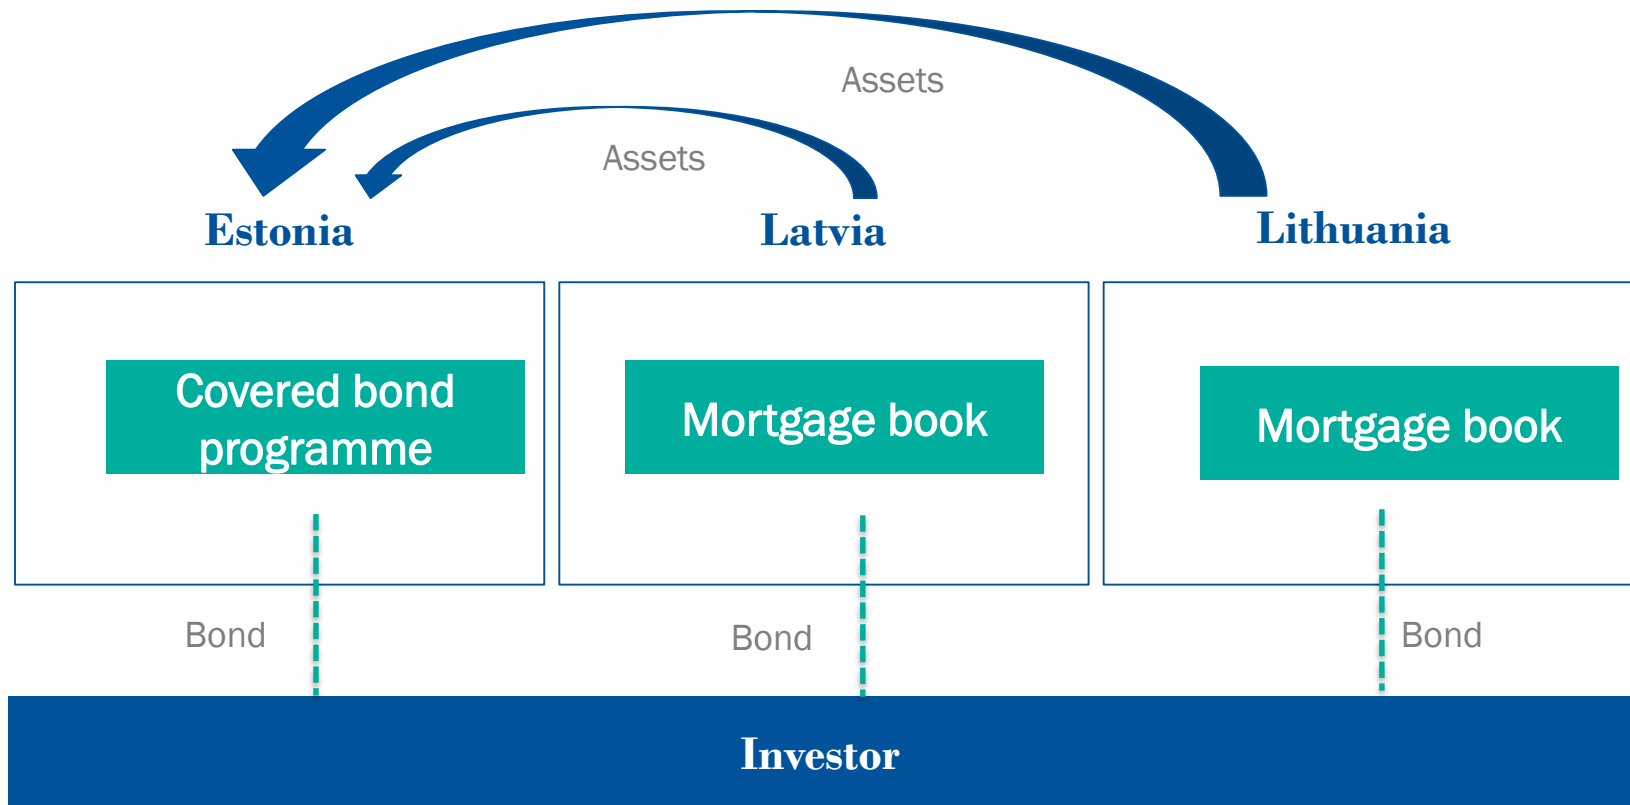 Assets
Assets
Estonia
Latvia
Lithuania
Covered bond
programme
Mortgage book
Mortgage book
Bond
Bond
Bond
Investor